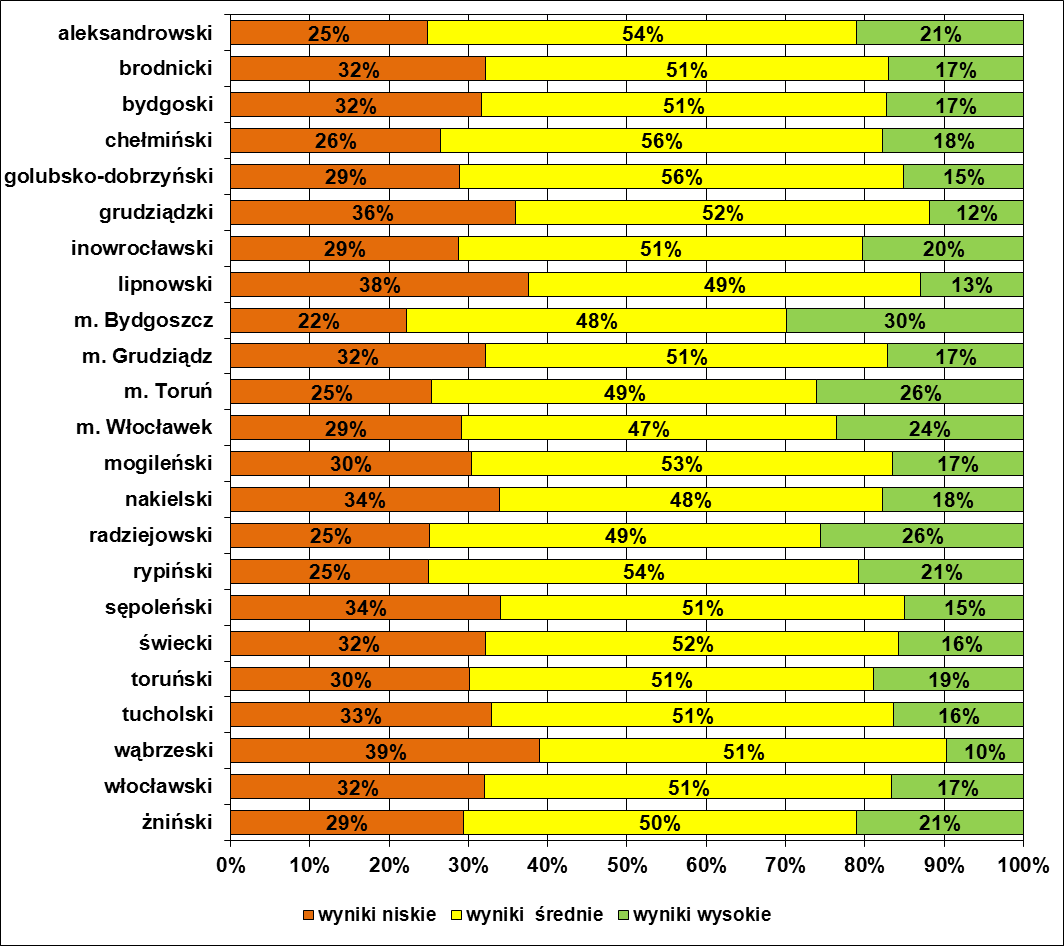 aleksandrowski 25% 54% 21%
brodnicki 32% 51% 17%
bydgoski 32% 51% 17%
chełmiński 26% 56% 18%
golubsko-dobrzyński 29% 56% 15%
grudziądzki 36% 52% 12%
inowrocławski 29% 51% 20%
lipnowski 38% 49% 13%
m. Bydgoszcz 22% 48% 30%
m. Grudziądz 32% 51% 17%
m. Toruń 25% 49% 26%
m. Włocławek 29% 47% 24%
mogileński 30% 53% 17%
nakielski 34% 48% 18%
radziejowski 25% 49% 26%
rypiński 25% 54% 21%
sępoleński 34% 51% 15%
świecki 32% 52% 16%
toruński 30% 51% 19%
tucholski 33% 51% 16%
wąbrzeski 39% 51% 10%
włocławski 32% 51% 17%
żniński 29% 50% 21%
0% 10% 20% 30% 40% 50% 60% 70% 80% 90% 100%
wyniki niskie wyniki średnie wyniki wysokie